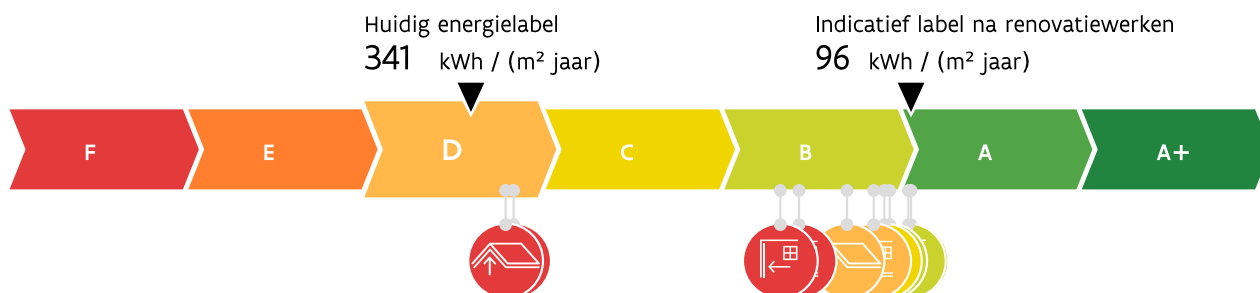 Huidig energielabel
341 kWh / (m² jaar)
Indicatief label na renovatiewerken
96 kWh / (m² jaar)
F E D C B A A+